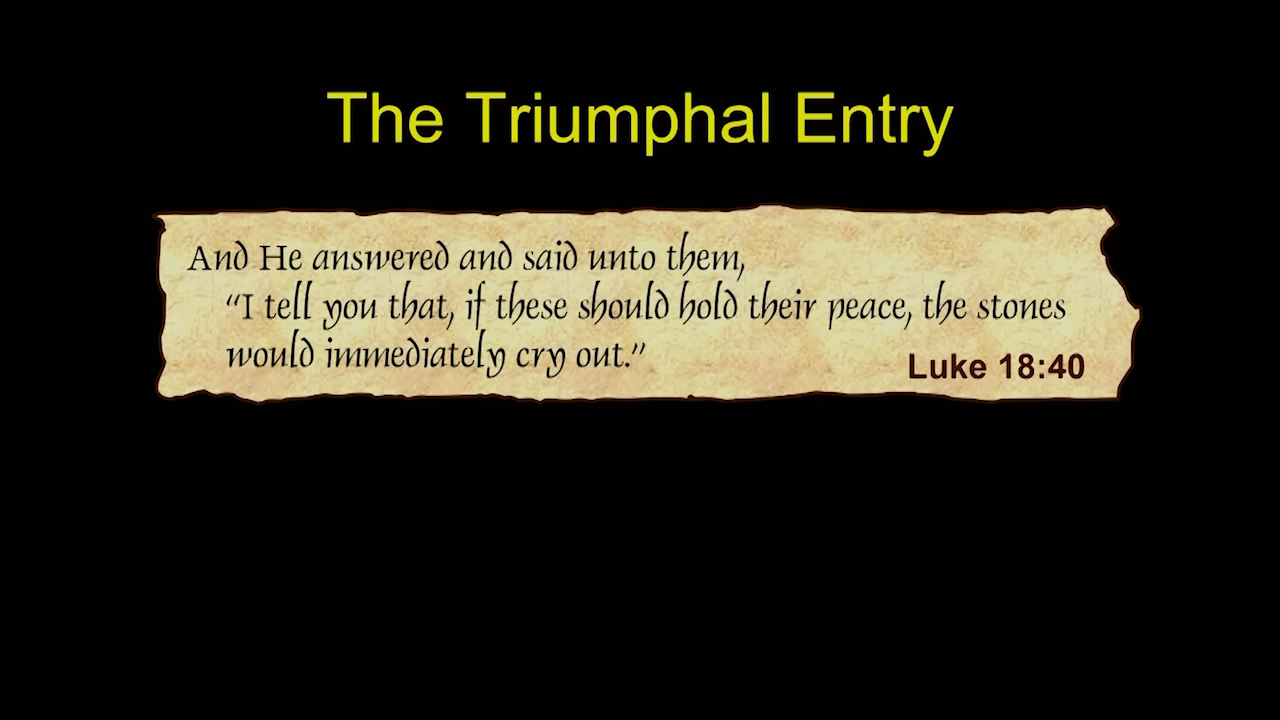 The Triumphal Entry
And He answered and said unto them,
“I tell you that, if these should hold their peace, the stones
would immediately cry out.”
Luke 18:40